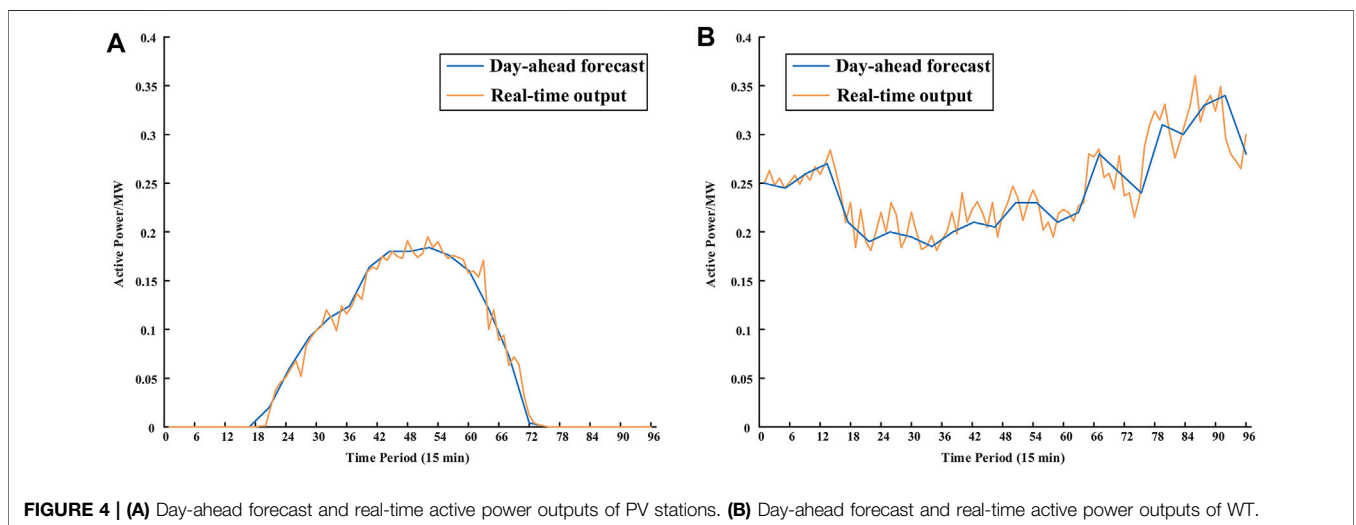 A
0.4
0.35
0.3
0.25
0.2
0.15
0.1
0.05
0
Active Power/MW
Day-ahead forecast
Real-time output
0 6 12 18 24 30 36 42 48 54 60 66 72 78 84 90 96
Time Period (15 min)
B
0.4
0.35
0.3
0.25
0.2
0.15
0.1
0.05
0
Active Power/MW
Day-ahead forecast
Real-time output
0 6 12 18 24 30 36 42 48 54 60 66 72 78 84 90 96
Time Period (15 min)
FIGURE 4 | (A) Day-ahead forecast and real-time active power outputs of PV stations. (B) Day-ahead forecast and real-time active power outputs of WT.